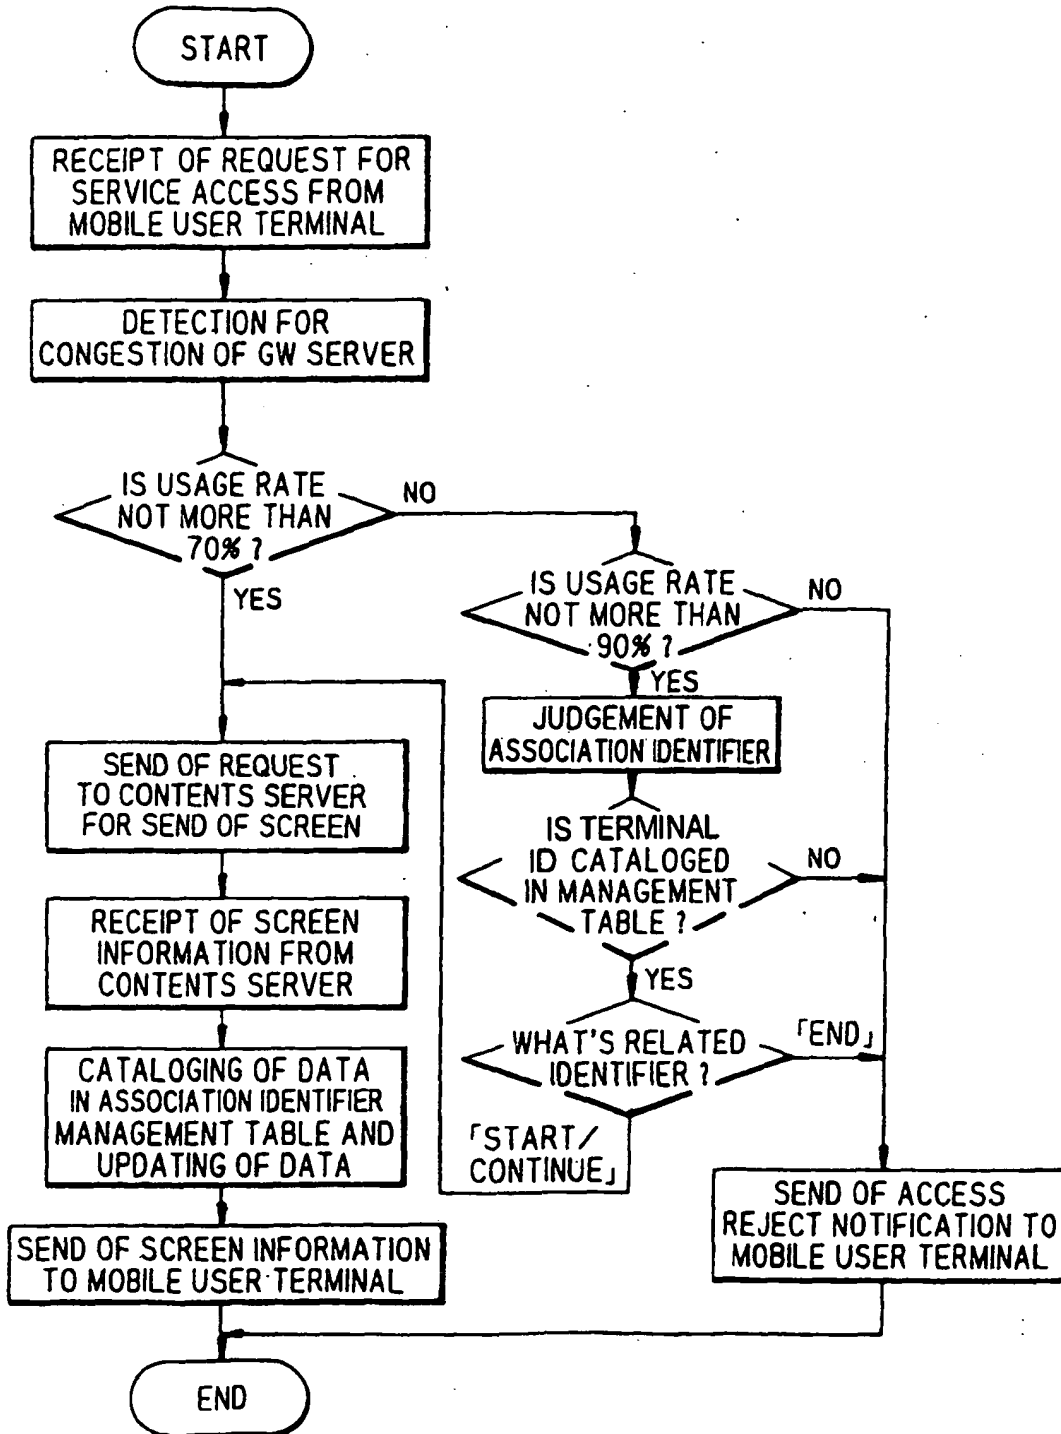 START
RECEIPT OF REQUEST FOR
SERVICE ACCESS FROM
MOBILE USER TERMINAL
DETECTION FOR
CONGESTION OF GW SERVER
IS USAGE RATE
NOT MORE THAN
70% ?
NO
YES
IS USAGE RATE
NOT MORE THAN
90% ?
NO
YES
JUDGEMENT OF
ASSOCIATION IDENTIFIER
IS TERMINAL
ID CATALOGED
IN MANAGEMENT
TABLE ?
NO
YES
WHAT'S RELATED
IDENTIFIER ?
「END」
「START/
CONTINUE」
SEND OF REQUEST
TO CONTENTS SERVER
FOR SEND OF SCREEN
RECEIPT OF SCREEN
INFORMATION FROM
CONTENTS SERVER
CATALOGING OF DATA
IN ASSOCIATION IDENTIFIER
MANAGEMENT TABLE AND
UPDATING OF DATA
SEND OF SCREEN INFORMATION
TO MOBILE USER TERMINAL
SEND OF ACCESS
REJECT NOTIFICATION TO
MOBILE USER TERMINAL
END